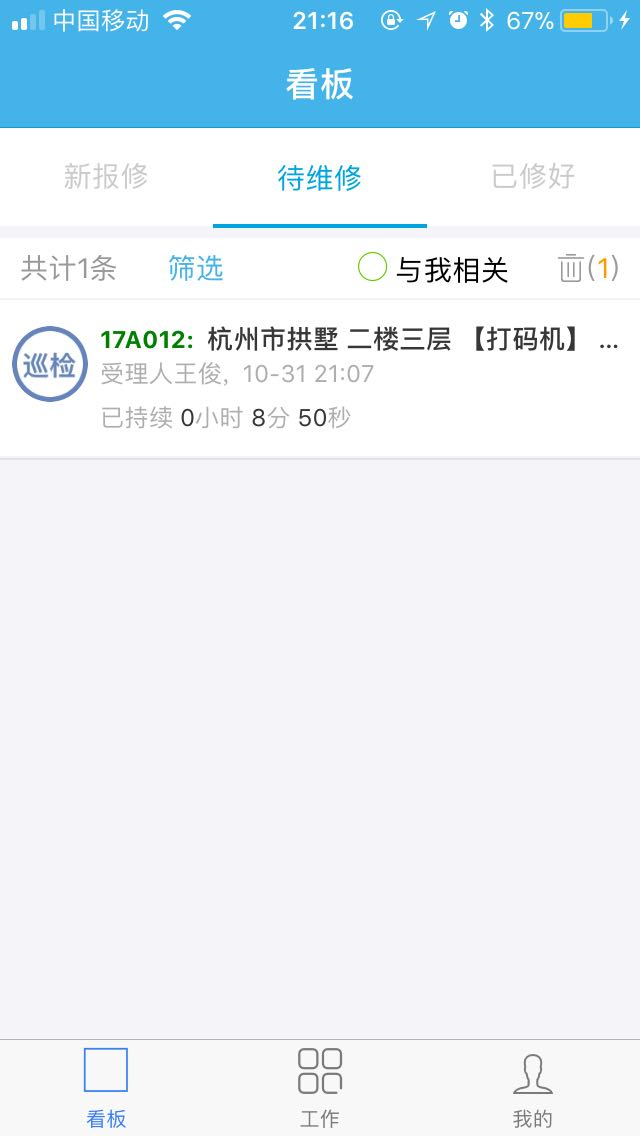 中国移动 21:16 67%
看板
新报修 待维修 已修好
共计1条 筛选 与我相关 (1)
巡检
17A012: 杭州市拱墅 二楼三层 【打码机】 ...
受理人王俊, 10-31 21:07
已持续 0小时 8分 50秒
看板 工作 我的